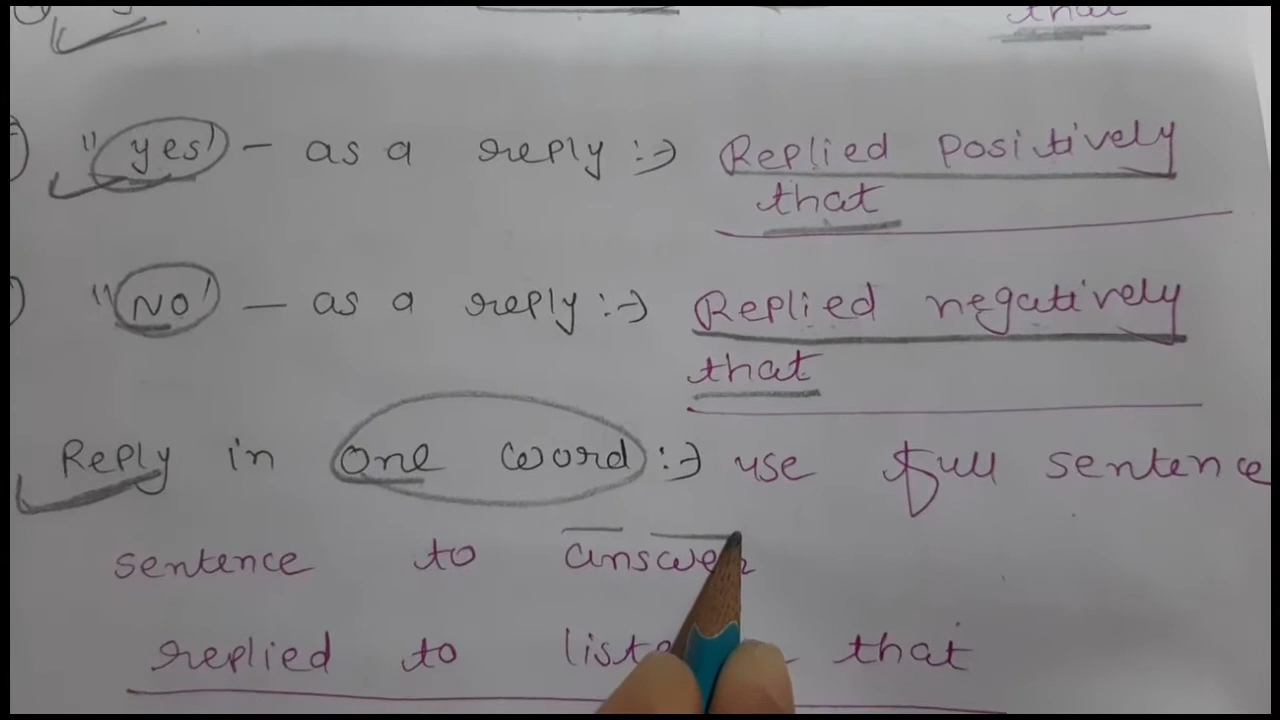 that
"yes" - as a reply :-> Replied positively
that
"No" - as a reply :-> Replied negatively
that
Reply in one word :-> use full sentence
sentence to answer
replied to that